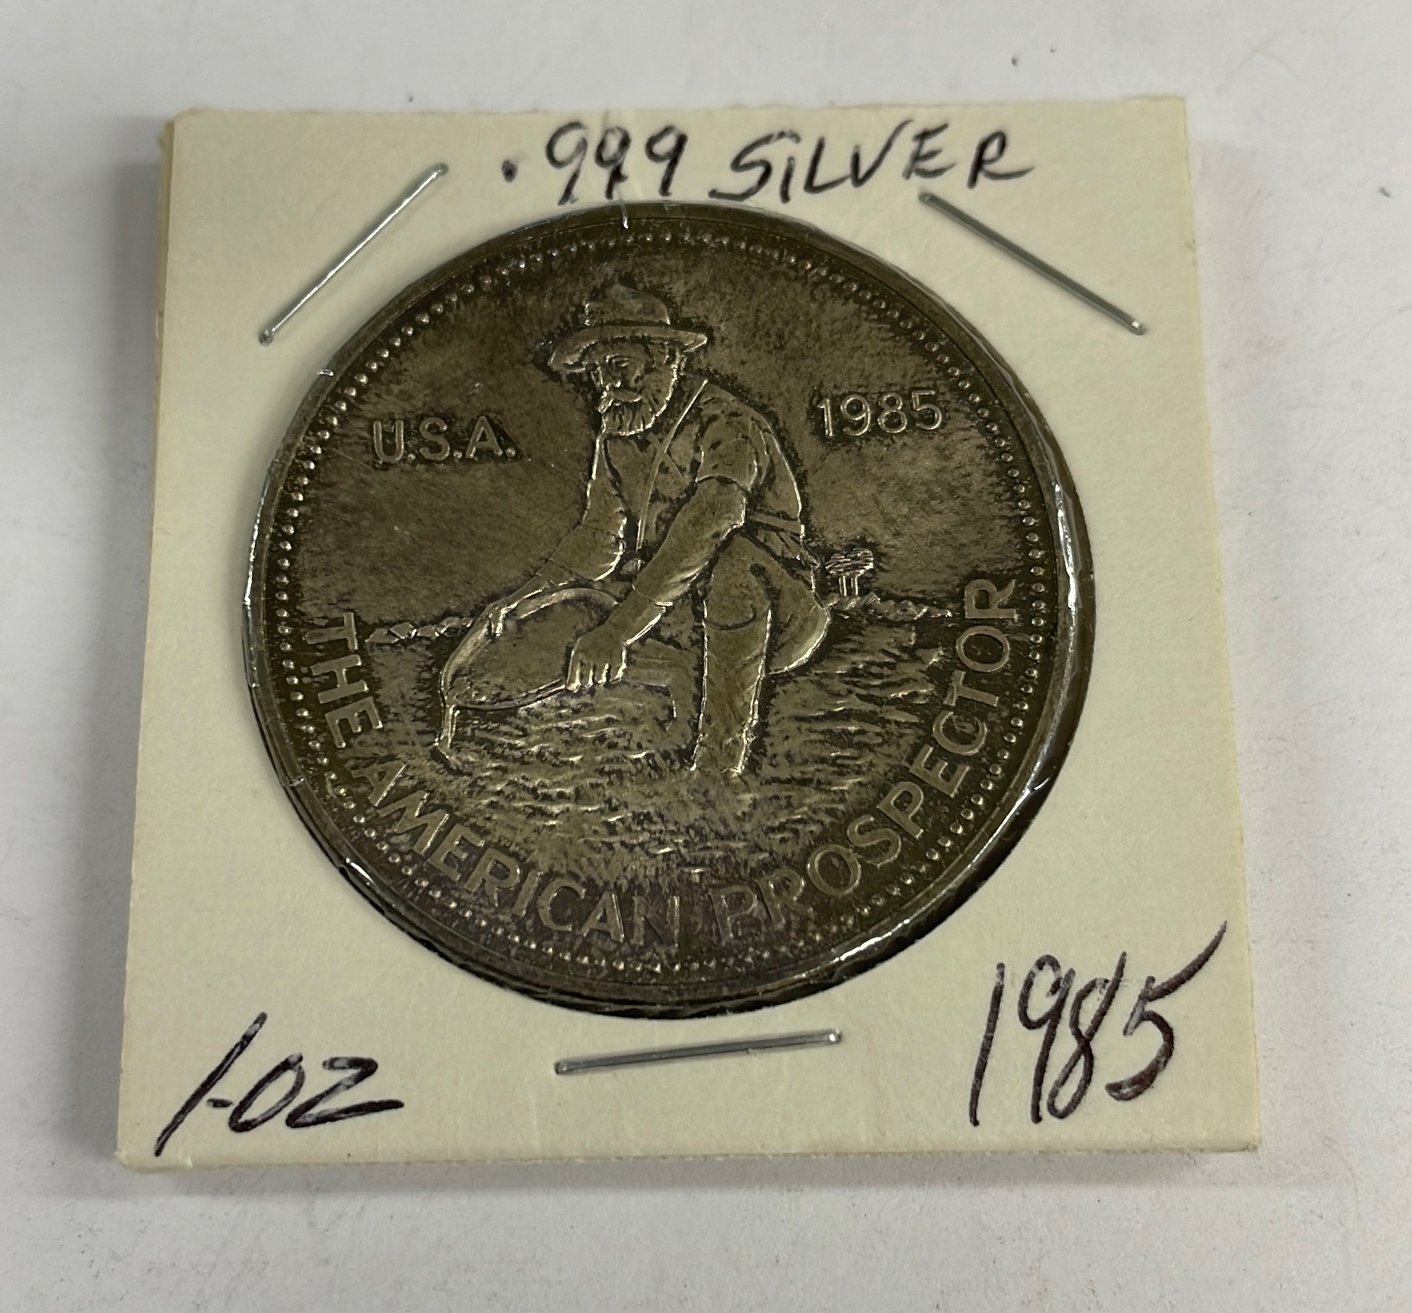 .999 SILVER
U.S.A.
1985
THE AMERICAN PROSPECTOR
1-OZ
1985